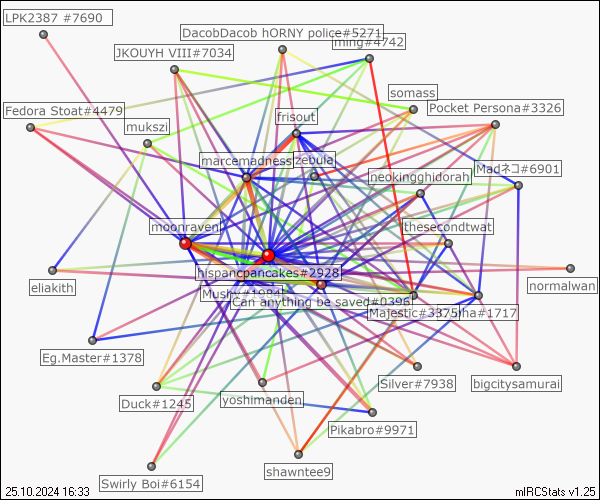 LPK2387 #7690
DacobDacob hORNY police#5271
ming#4742
JKOUYH VIII#7034
somass
Fedora Stoat#4479
Pocket Persona#3326
frisout
mukszi
marcemadness
zebula
Madネコ#6901
neokingghidorah
moonraven
thesecondtwat
hispancpancakes#2928
eliakith
normalwan
Mushy#1984
Can anything be saved#0396
Majestic#3375
ha#1717
Eg.Master#1378
Silver#7938
bigcitysamurai
Duck#1245
yoshimanden
Pikabro#9971
shawntee9
Swirly Boi#6154
25.10.2024 16:33
mIRCStats v1.25